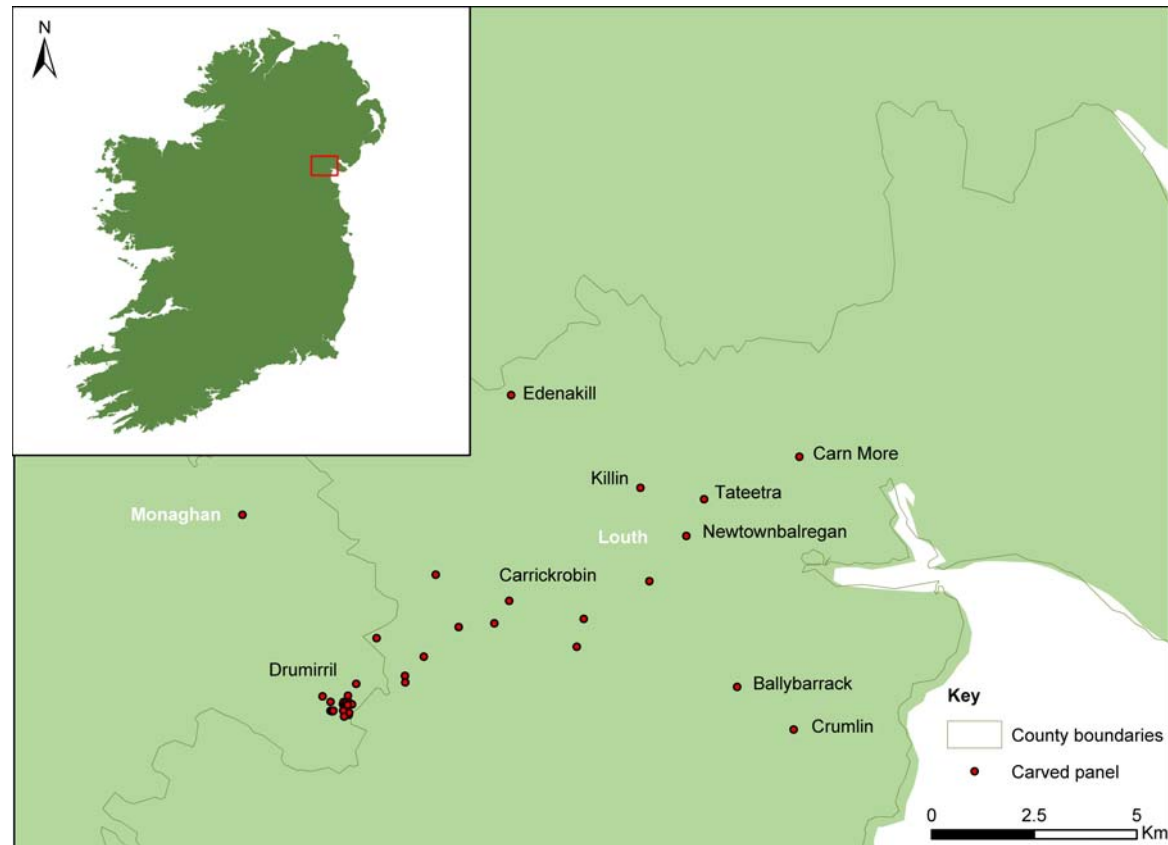 N
Edenakill
Carn More
Killin
Tateetra
Monaghan
Louth
Newtownbalregan
Carrickrobin
Drumirril
Ballybarrack
Crumlin
Key
County boundaries
Carved panel
0 2.5 5
Km